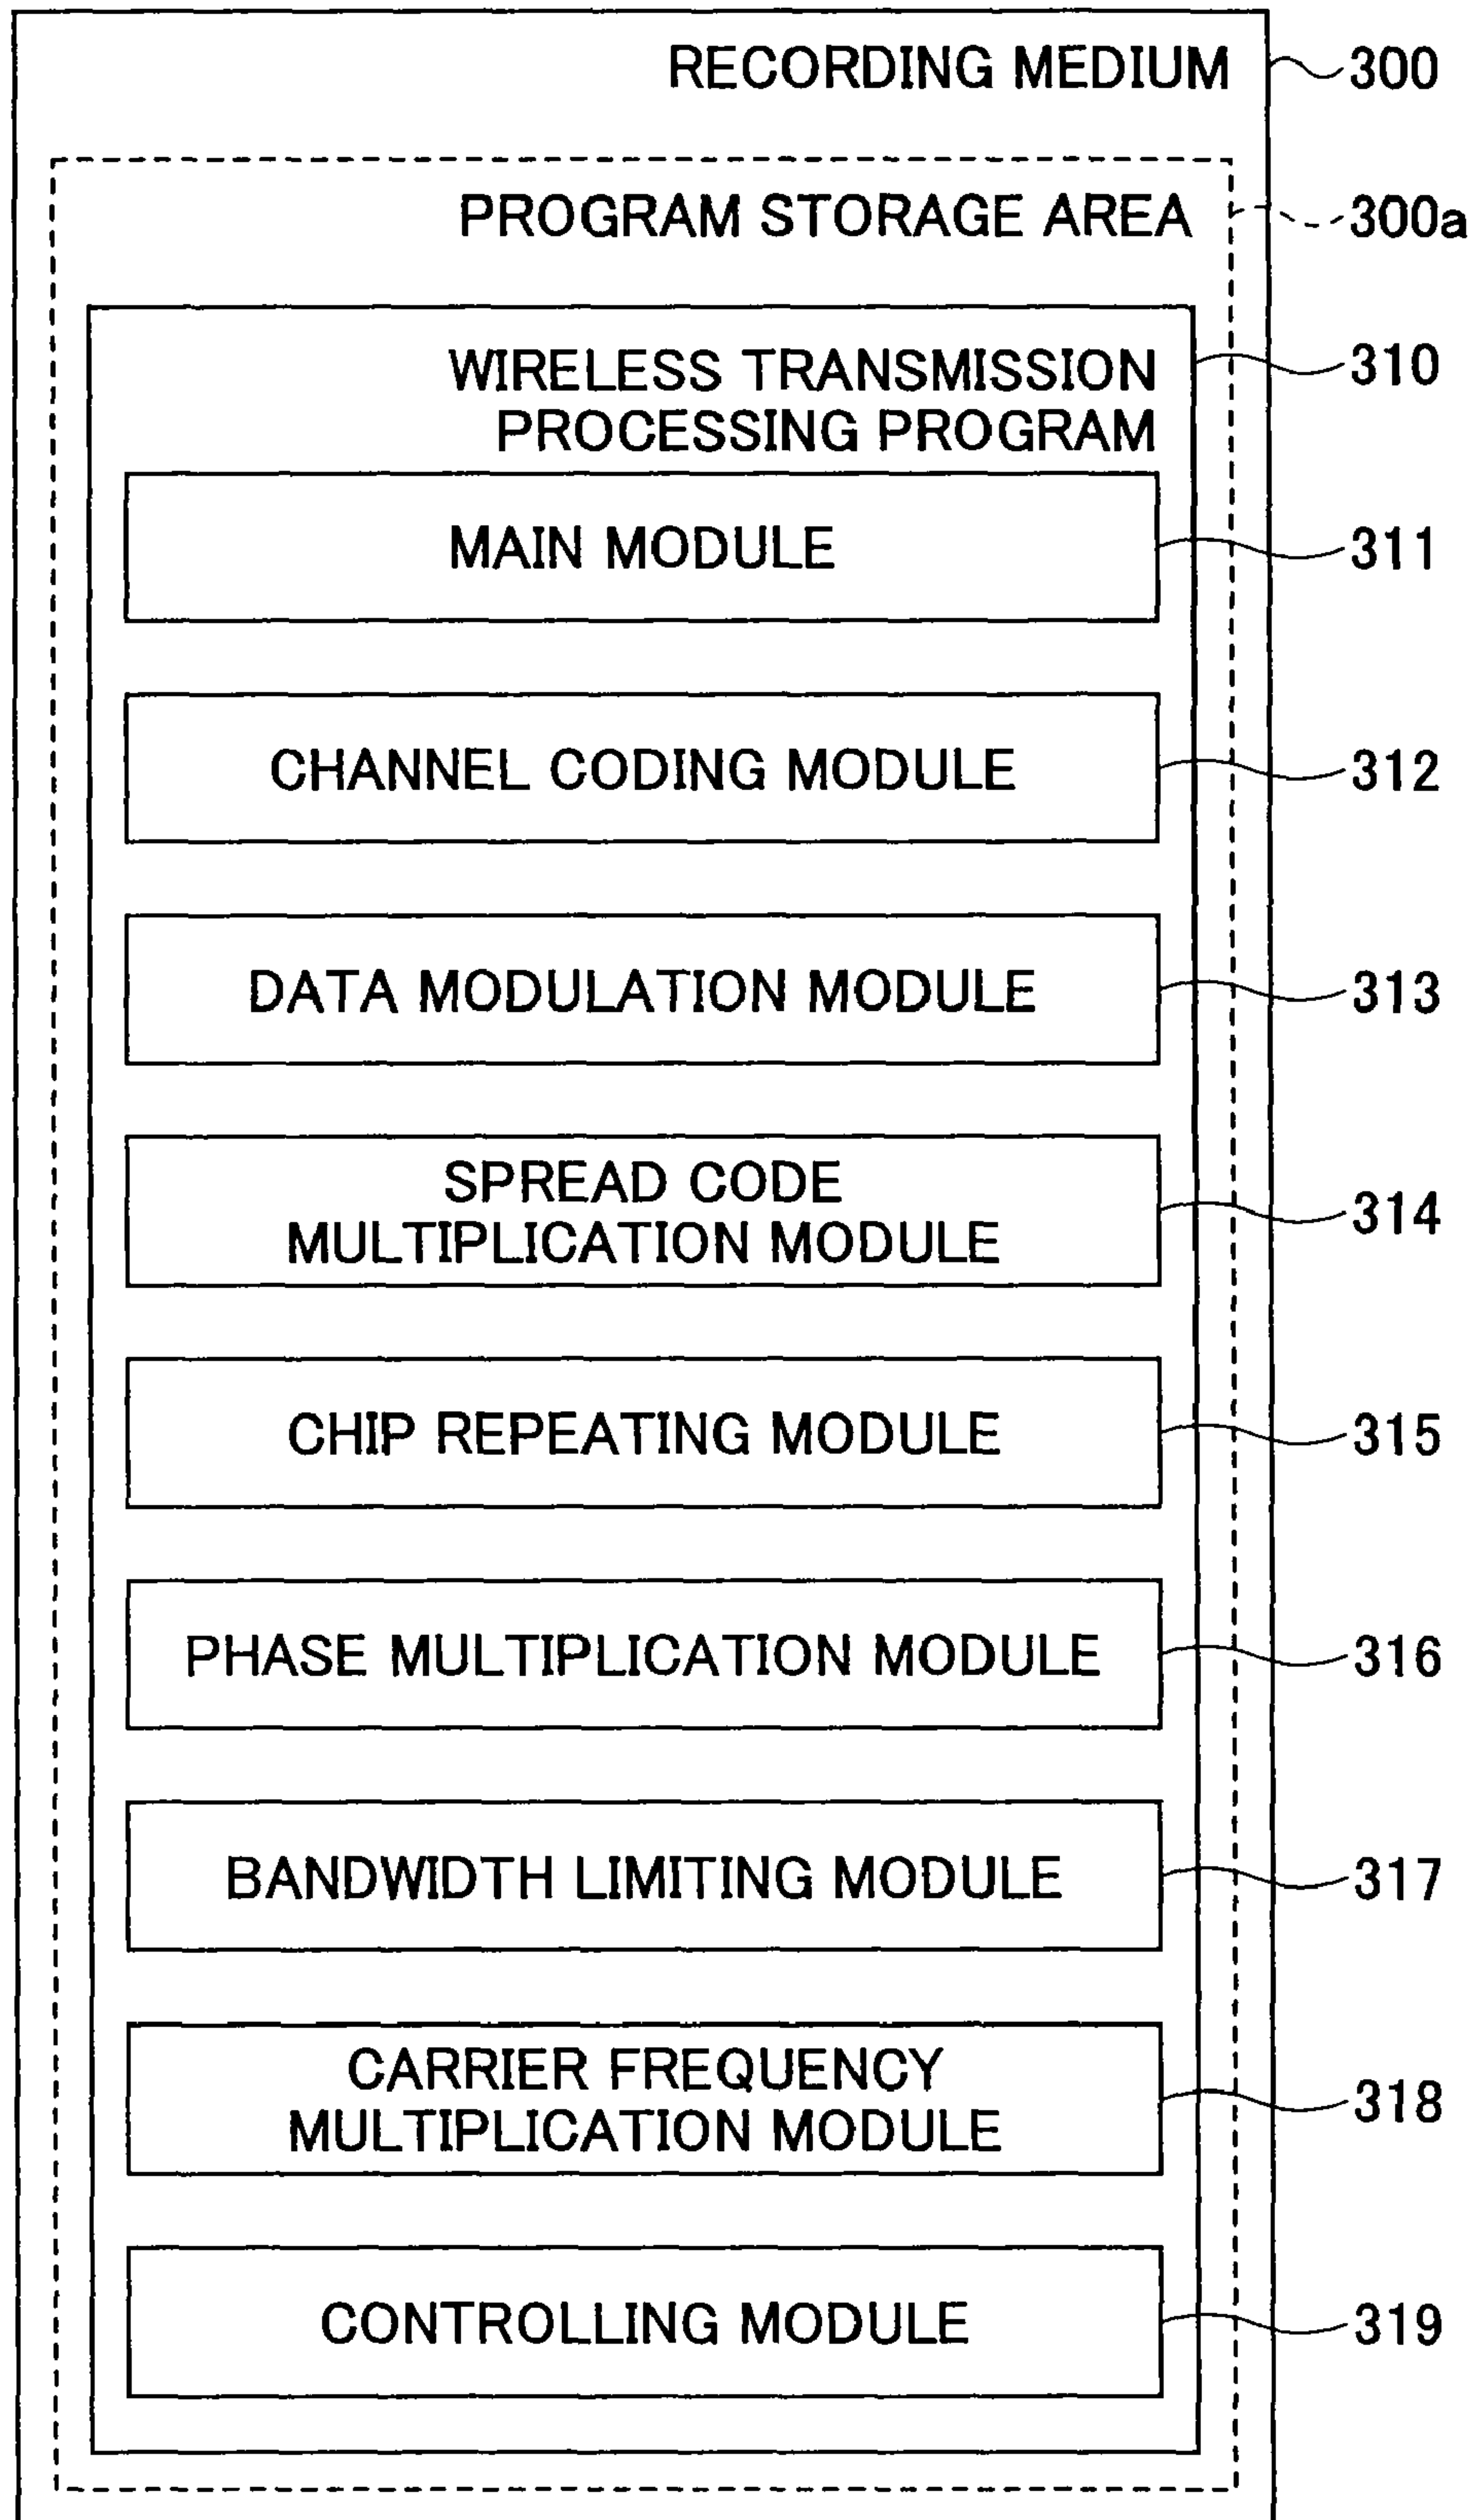 RECORDING MEDIUM 300
PROGRAM STORAGE AREA 300a
WIRELESS TRANSMISSION 310
PROCESSING PROGRAM
MAIN MODULE 311
CHANNEL CODING MODULE 312
DATA MODULATION MODULE 313
SPREAD CODE
MULTIPLICATION MODULE 314
CHIP REPEATING MODULE 315
PHASE MULTIPLICATION MODULE 316
BANDWIDTH LIMITING MODULE 317
CARRIER FREQUENCY
MULTIPLICATION MODULE 318
CONTROLLING MODULE 319